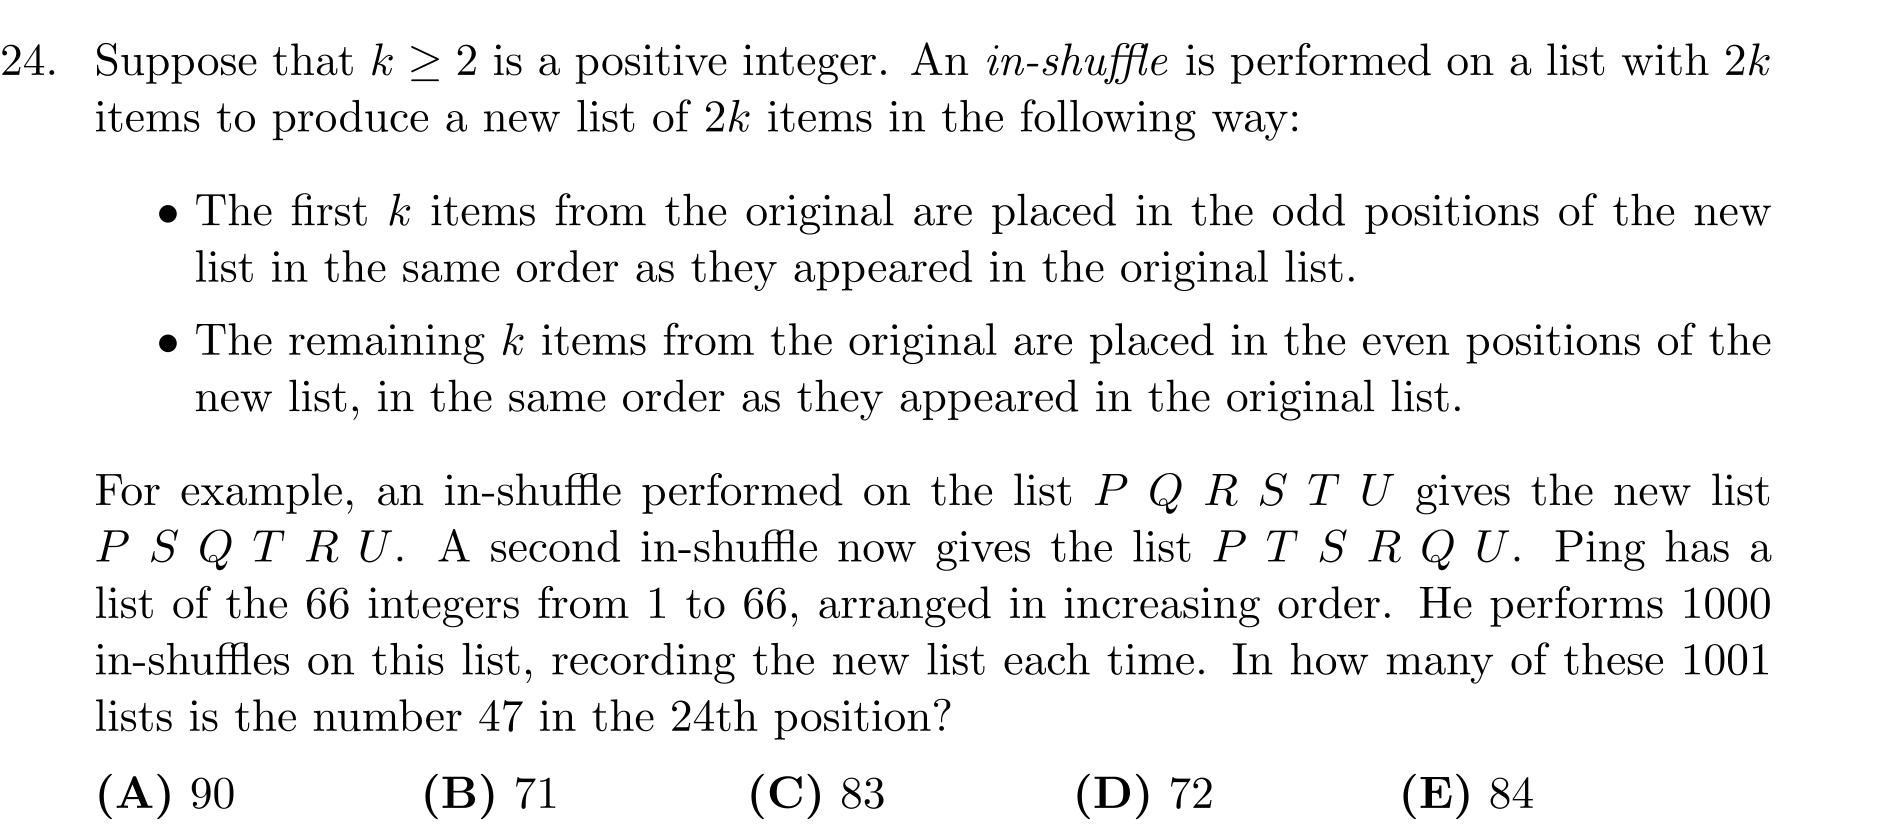 24. Suppose that k ≥ 2 is a positive integer. An in-shuffle is performed on a list with 2k
items to produce a new list of 2k items in the following way:
• The first k items from the original are placed in the odd positions of the new
list in the same order as they appeared in the original list.
• The remaining k items from the original are placed in the even positions of the
new list, in the same order as they appeared in the original list.
For example, an in-shuffle performed on the list P Q R S T U gives the new list
P S Q T R U. A second in-shuffle now gives the list P T S R Q U. Ping has a
list of the 66 integers from 1 to 66, arranged in increasing order. He performs 1000
in-shuffles on this list, recording the new list each time. In how many of these 1001
lists is the number 47 in the 24th position?
(A) 90 (B) 71 (C) 83 (D) 72 (E) 84